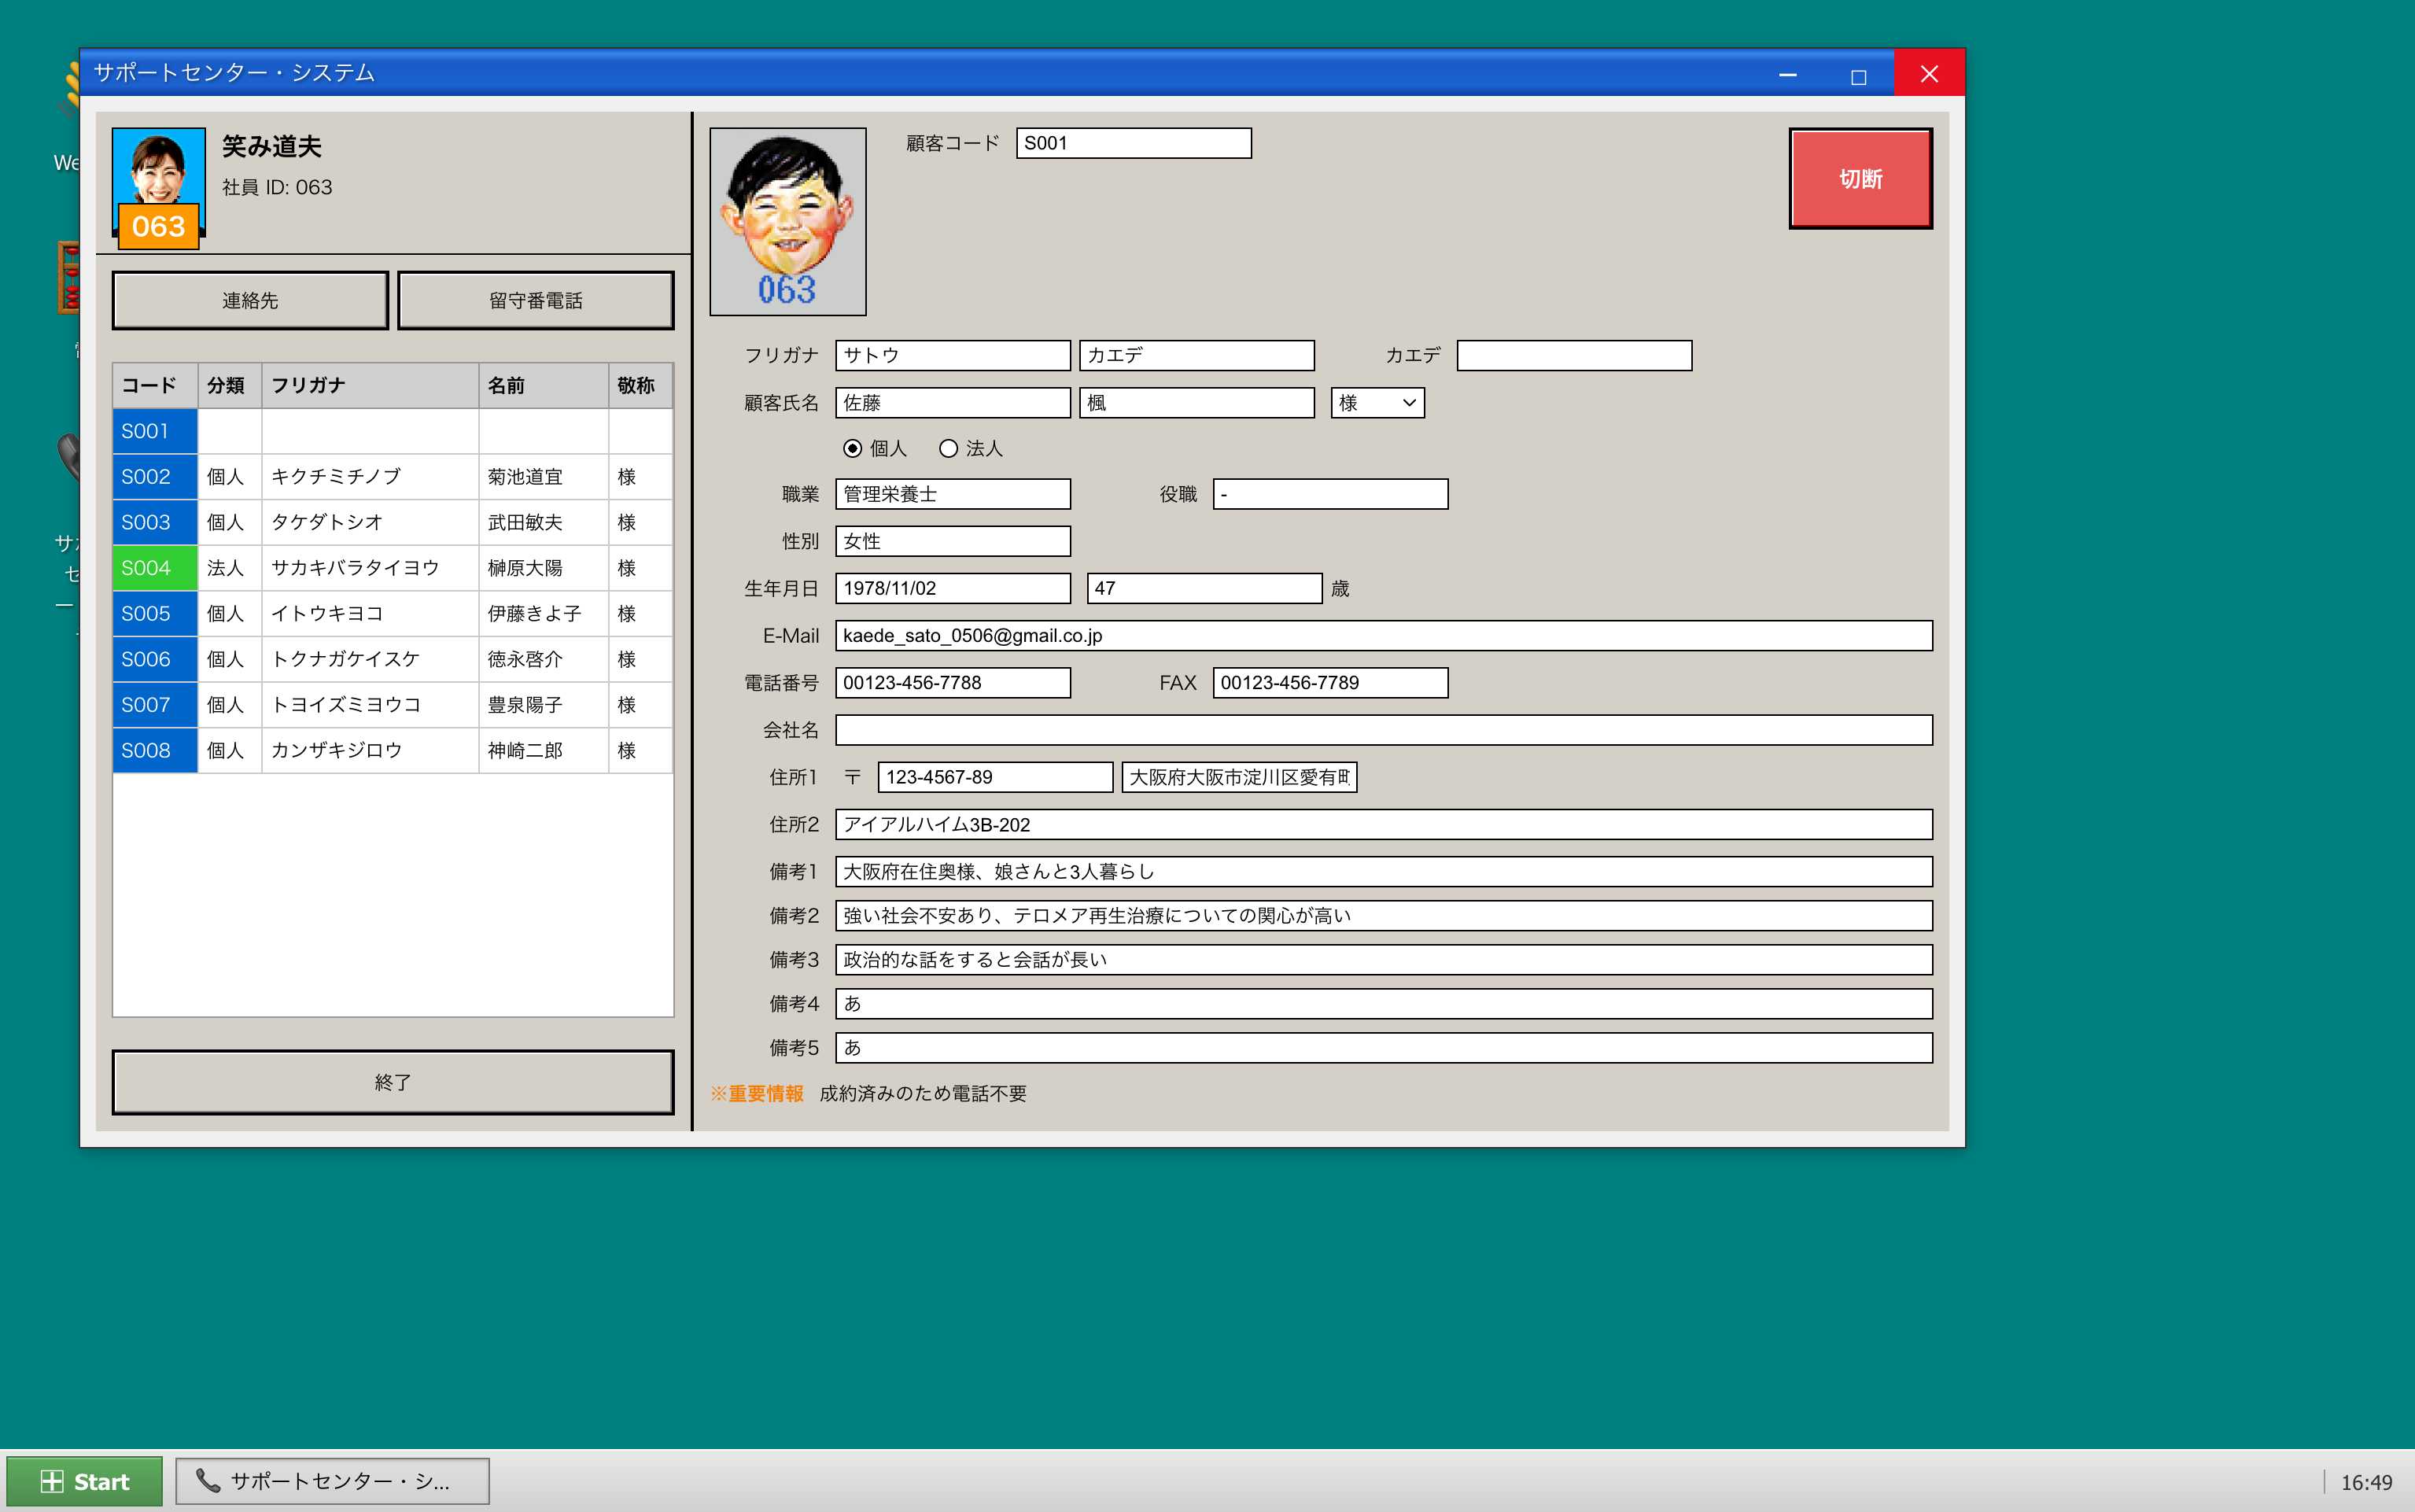 サポートセンター・システム
We
サ
セ
ー
笑み道夫
社員 ID: 063
063
連絡先
留守番電話
コード 分類 フリガナ 名前 敬称
S001
S002 個人 キクチミチノブ 菊池道宜 様
S003 個人 タケダトシオ 武田敏夫 様
S004 法人 サカキバラタイヨウ 榊原大陽 様
S005 個人 イトウキヨコ 伊藤きよ子 様
S006 個人 トクナガケイスケ 徳永啓介 様
S007 個人 トヨイズミヨウコ 豊泉陽子 様
S008 個人 カンザキジロウ 神崎二郎 様
終了
063
顧客コード S001
切断
フリガナ サトウ カエデ カエデ
顧客氏名 佐藤 楓 様
個人 法人
職業 管理栄養士 役職 -
性別 女性
生年月日 1978/11/02 47 歳
E-Mail kaede_sato_0506@gmail.co.jp
電話番号 00123-456-7788 FAX 00123-456-7789
会社名
住所1 〒 123-4567-89 大阪府大阪市淀川区愛有町
住所2 アイアルハイム3B-202
備考1 大阪府在住奥様、娘さんと3人暮らし
備考2 強い社会不安あり、テロメア再生治療についての関心が高い
備考3 政治的な話をすると会話が長い
備考4 あ
備考5 あ
※重要情報 成約済みのため電話不要
Start
サポートセンター・シ...
16:49